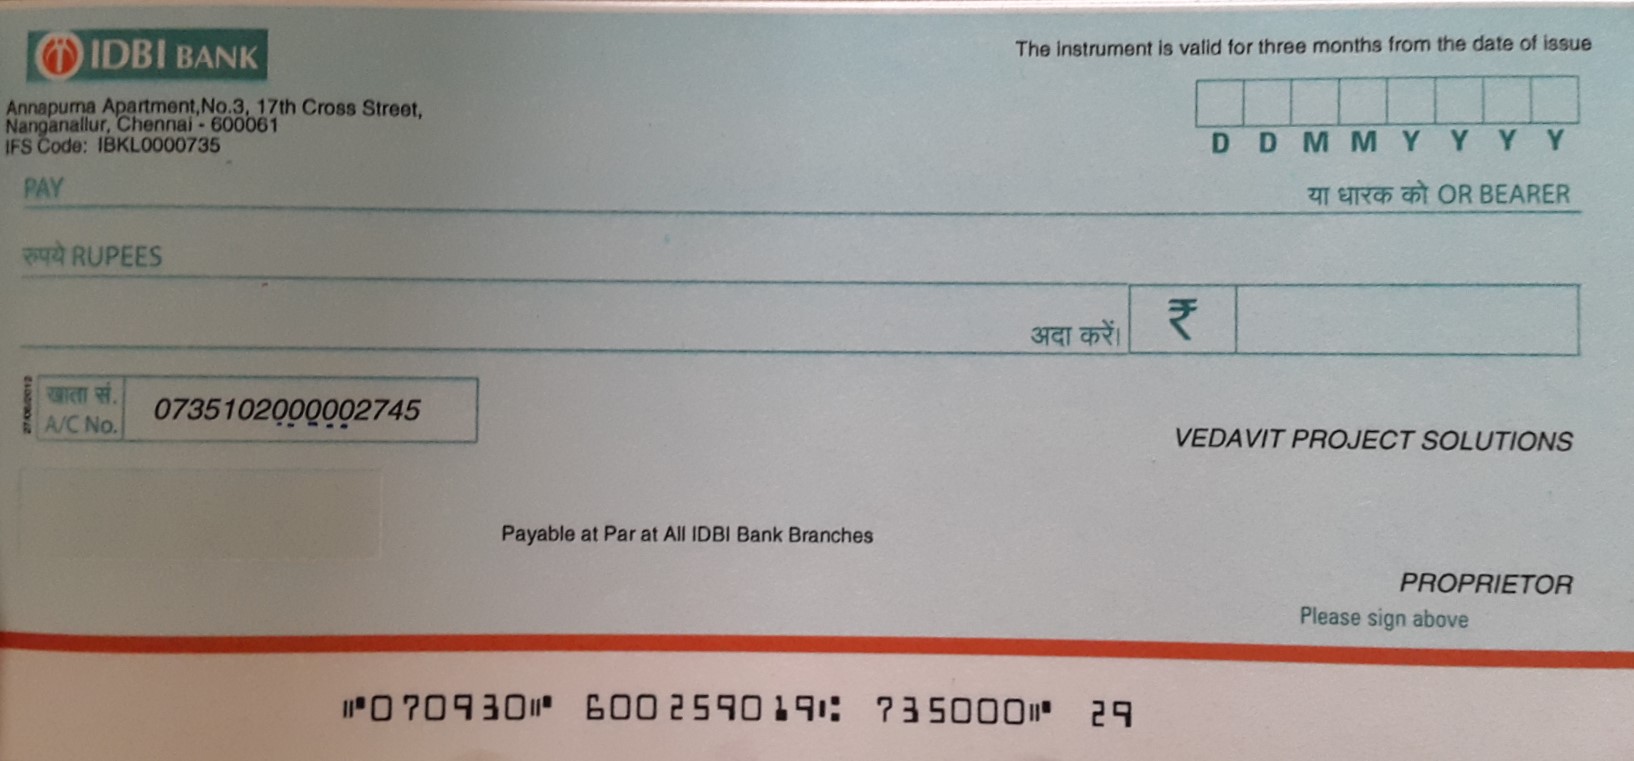 IDBI BANK
The instrument is valid for three months from the date of issue
Annapurna Apartment,No.3, 17th Cross Street,
Nanganallur, Chennai - 600061
IFS Code: IBKL0000735
D D M M Y Y Y Y
PAY
या धारक को OR BEARER
रुपये RUPEES
अदा करें।
₹
27/06/2012
खाता सं.
A/C No.
0735102000002745
VEDAVIT PROJECT SOLUTIONS
Payable at Par at All IDBI Bank Branches
PROPRIETOR
Please sign above
⑈070930⑈ 600259019⑆ 735000⑈ 29